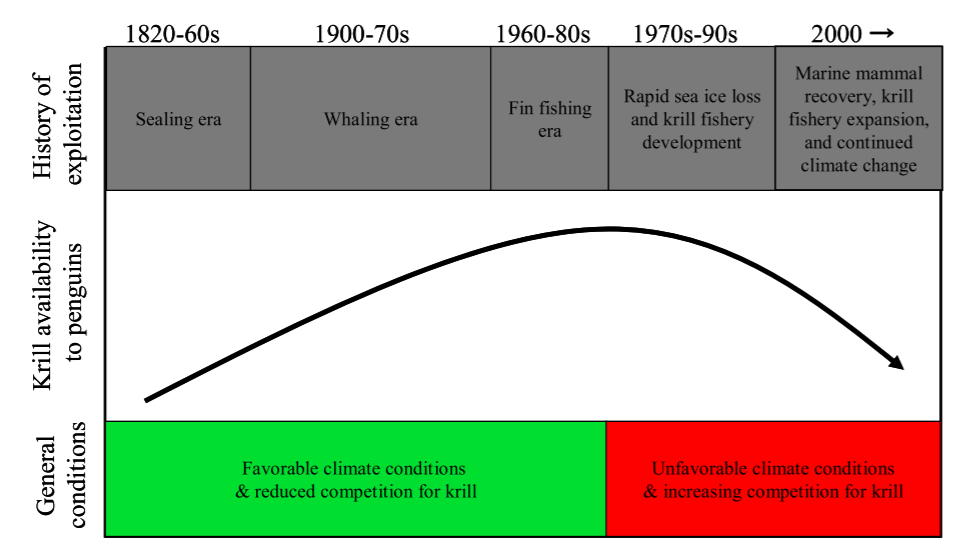 1820-60s
1900-70s
1960-80s
1970s-90s
2000 →
History of
exploitation
Sealing era
Whaling era
Fin fishing
era
Rapid sea ice loss
and krill fishery
development
Marine mammal
recovery, krill
fishery expansion,
and continued
climate change
Krill availability
to penguins
General
conditions
Favorable climate conditions
& reduced competition for krill
Unfavorable climate conditions
& increasing competition for krill